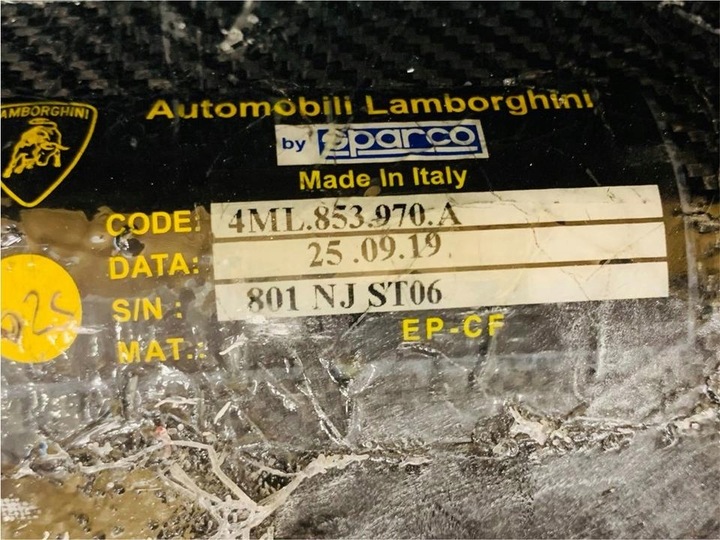 LAMBORGHINI
Automobili Lamborghini
by sparco
Made In Italy
CODE: 4ML.853.970.A
DATA: 25.09.19
S/N : 801 NJ ST06
MAT.: EP-CF